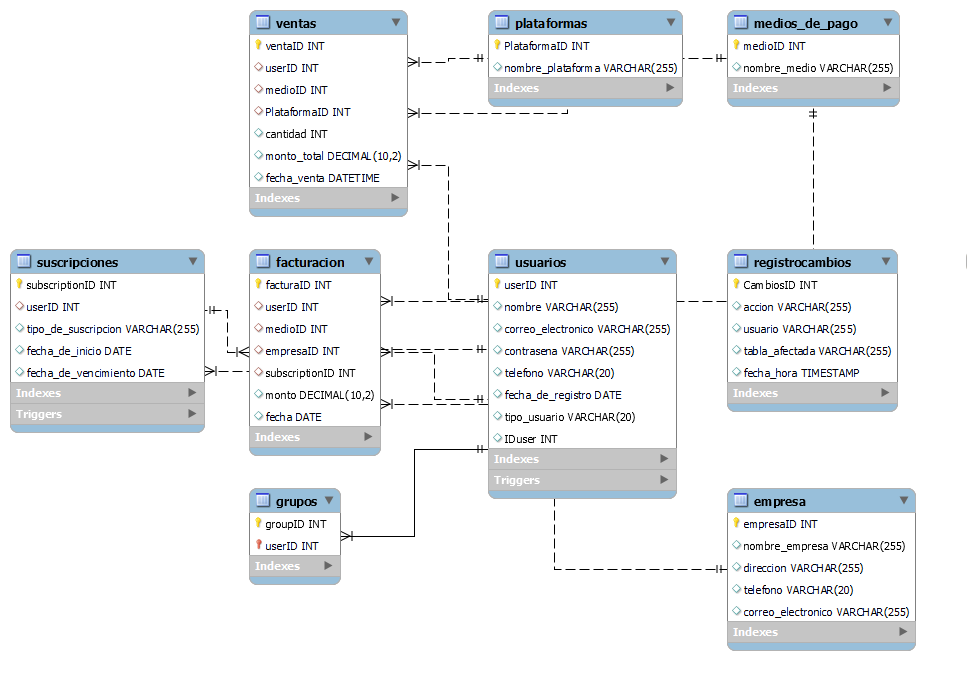 ventas
ventaID INT
userID INT
medioID INT
PlataformaID INT
cantidad INT
monto_total DECIMAL(10,2)
fecha_venta DATETIME
Indexes
plataformas
PlataformaID INT
nombre_plataforma VARCHAR(255)
Indexes
medios_de_pago
medioID INT
nombre_medio VARCHAR(255)
Indexes
suscripciones
subscriptionID INT
userID INT
tipo_de_suscripcion VARCHAR(255)
fecha_de_inicio DATE
fecha_de_vencimiento DATE
Indexes
Triggers
facturacion
facturaID INT
userID INT
medioID INT
empresaID INT
subscriptionID INT
monto DECIMAL(10,2)
fecha DATE
Indexes
usuarios
userID INT
nombre VARCHAR(255)
correo_electronico VARCHAR(255)
contrasena VARCHAR(255)
telefono VARCHAR(20)
fecha_de_registro DATE
tipo_usuario VARCHAR(20)
IDuser INT
Indexes
Triggers
registrocambios
CambiosID INT
accion VARCHAR(255)
usuario VARCHAR(255)
tabla_afectada VARCHAR(255)
fecha_hora TIMESTAMP
Indexes
grupos
groupID INT
userID INT
Indexes
empresa
empresaID INT
nombre_empresa VARCHAR(255)
direccion VARCHAR(255)
telefono VARCHAR(20)
correo_electronico VARCHAR(255)
Indexes